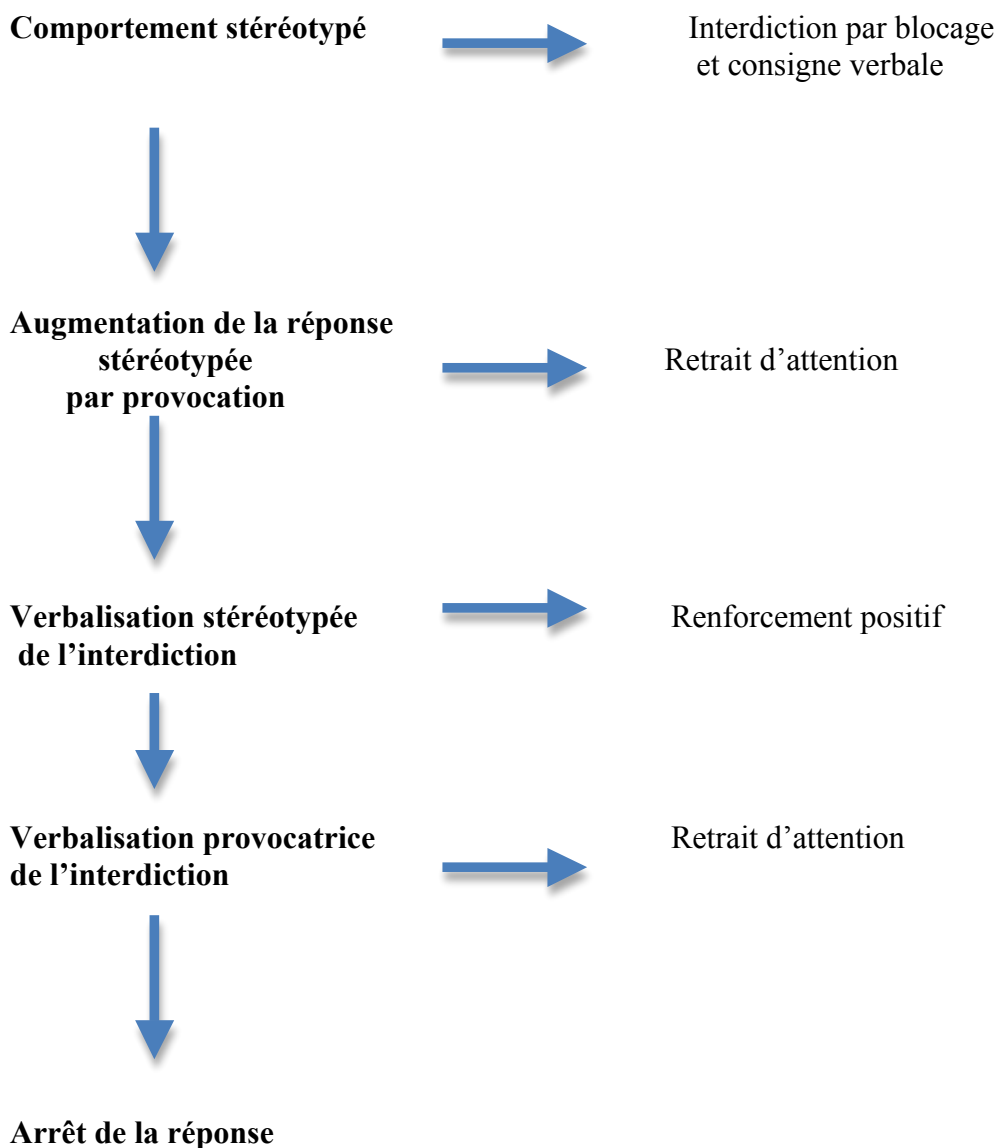 Comportement stéréotypé
Interdiction par blocage
et consigne verbale
Augmentation de la réponse
stéréotypée
par provocation
Retrait d’attention
Verbalisation stéréotypée
de l’interdiction
Renforcement positif
Verbalisation provocatrice
de l’interdiction
Retrait d’attention
Arrêt de la réponse